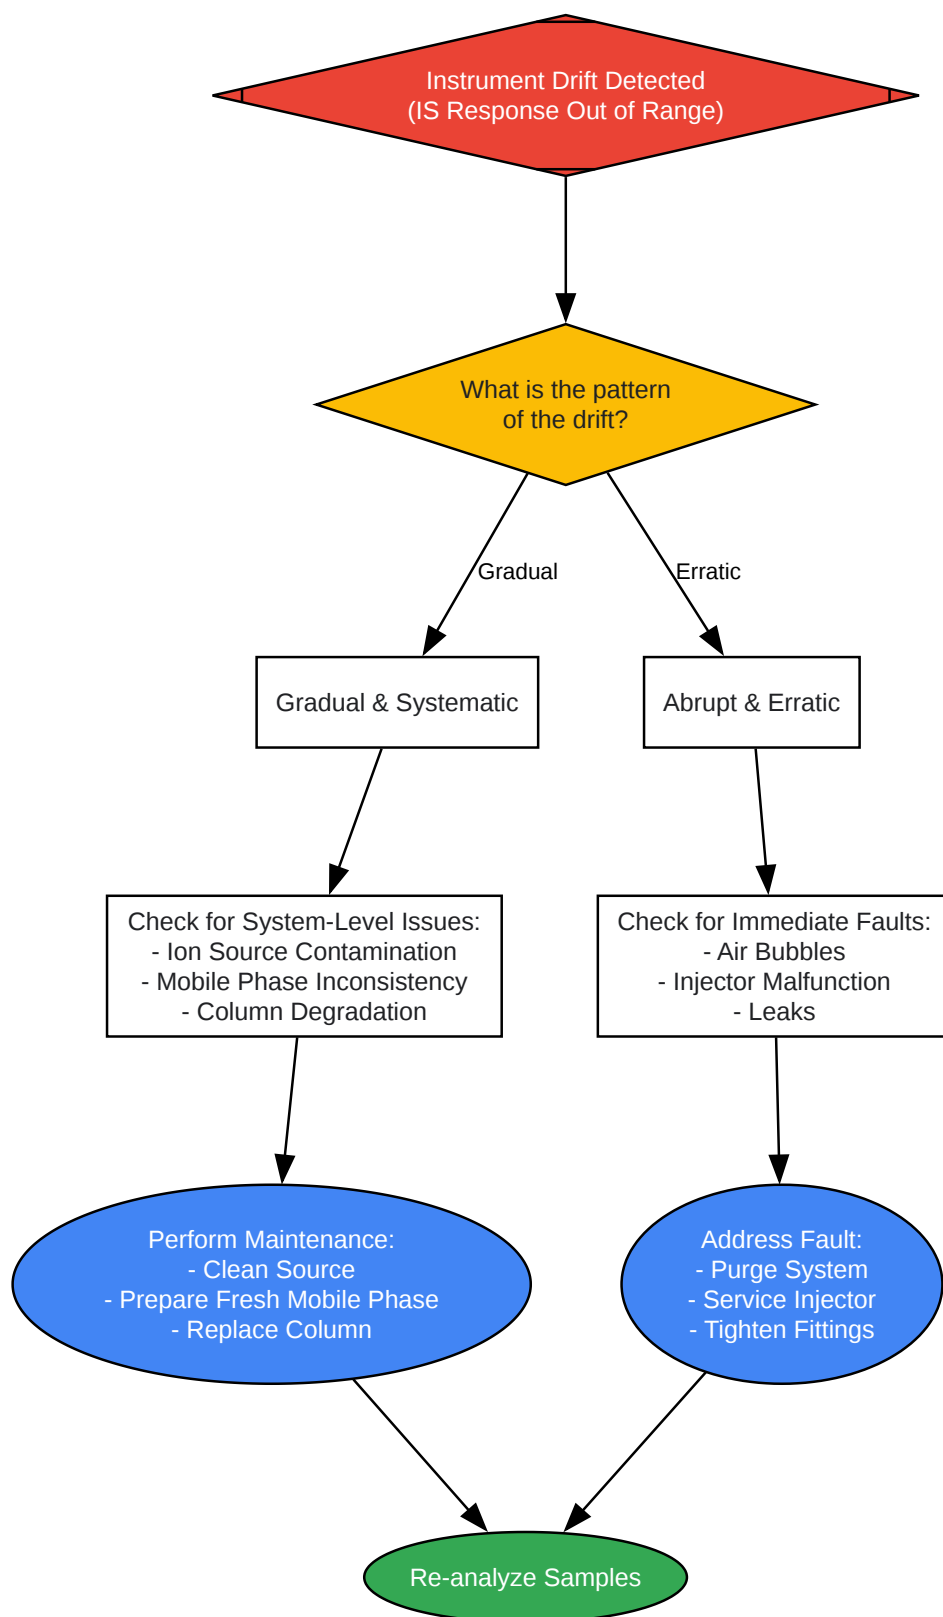 Instrument Drift Detected
(IS Response Out of Range)
What is the pattern
of the drift?
Gradual
Erratic
Gradual & Systematic
Abrupt & Erratic
Check for System-Level Issues:
- Ion Source Contamination
- Mobile Phase Inconsistency
- Column Degradation
Check for Immediate Faults:
- Air Bubbles
- Injector Malfunction
- Leaks
Perform Maintenance:
- Clean Source
- Prepare Fresh Mobile Phase
- Replace Column
Address Fault:
- Purge System
- Service Injector
- Tighten Fittings
Re-analyze Samples